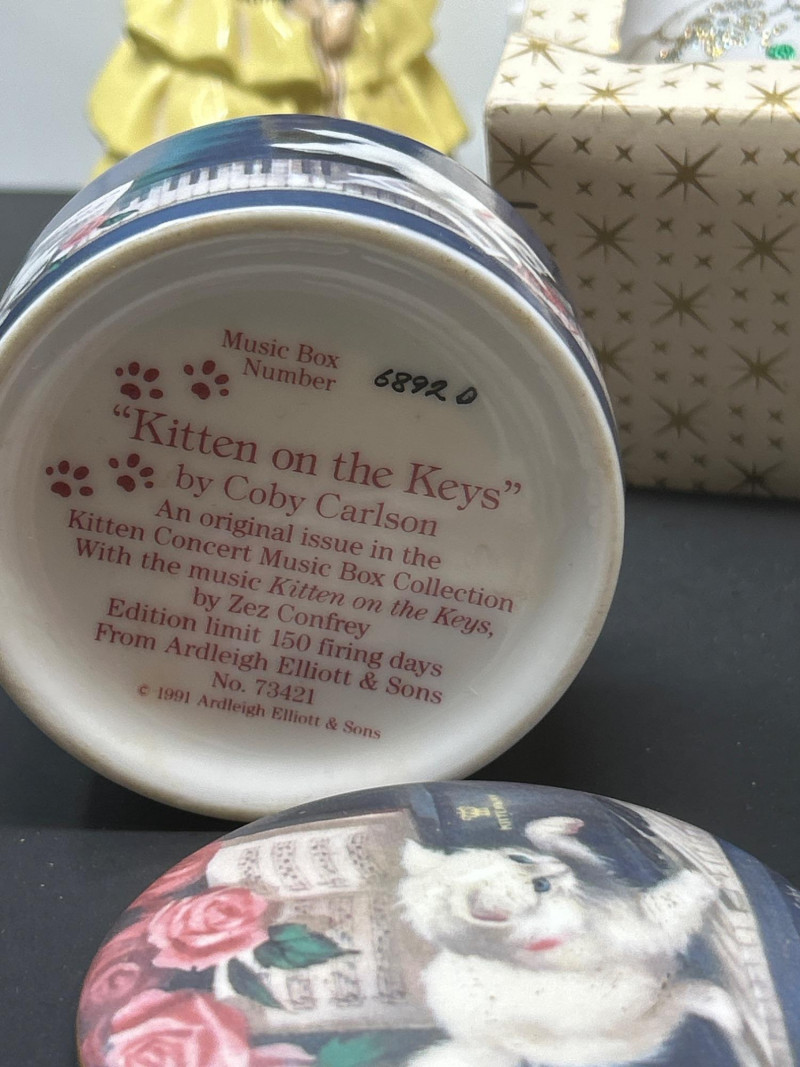 Music Box
Number 6892 D
“Kitten on the Keys”
by Coby Carlson
An original issue in the
Kitten Concert Music Box Collection
With the music Kitten on the Keys,
by Zez Confrey
Edition limit 150 firing days
From Ardleigh Elliott & Sons
No. 73421
© 1991 Ardleigh Elliott & Sons